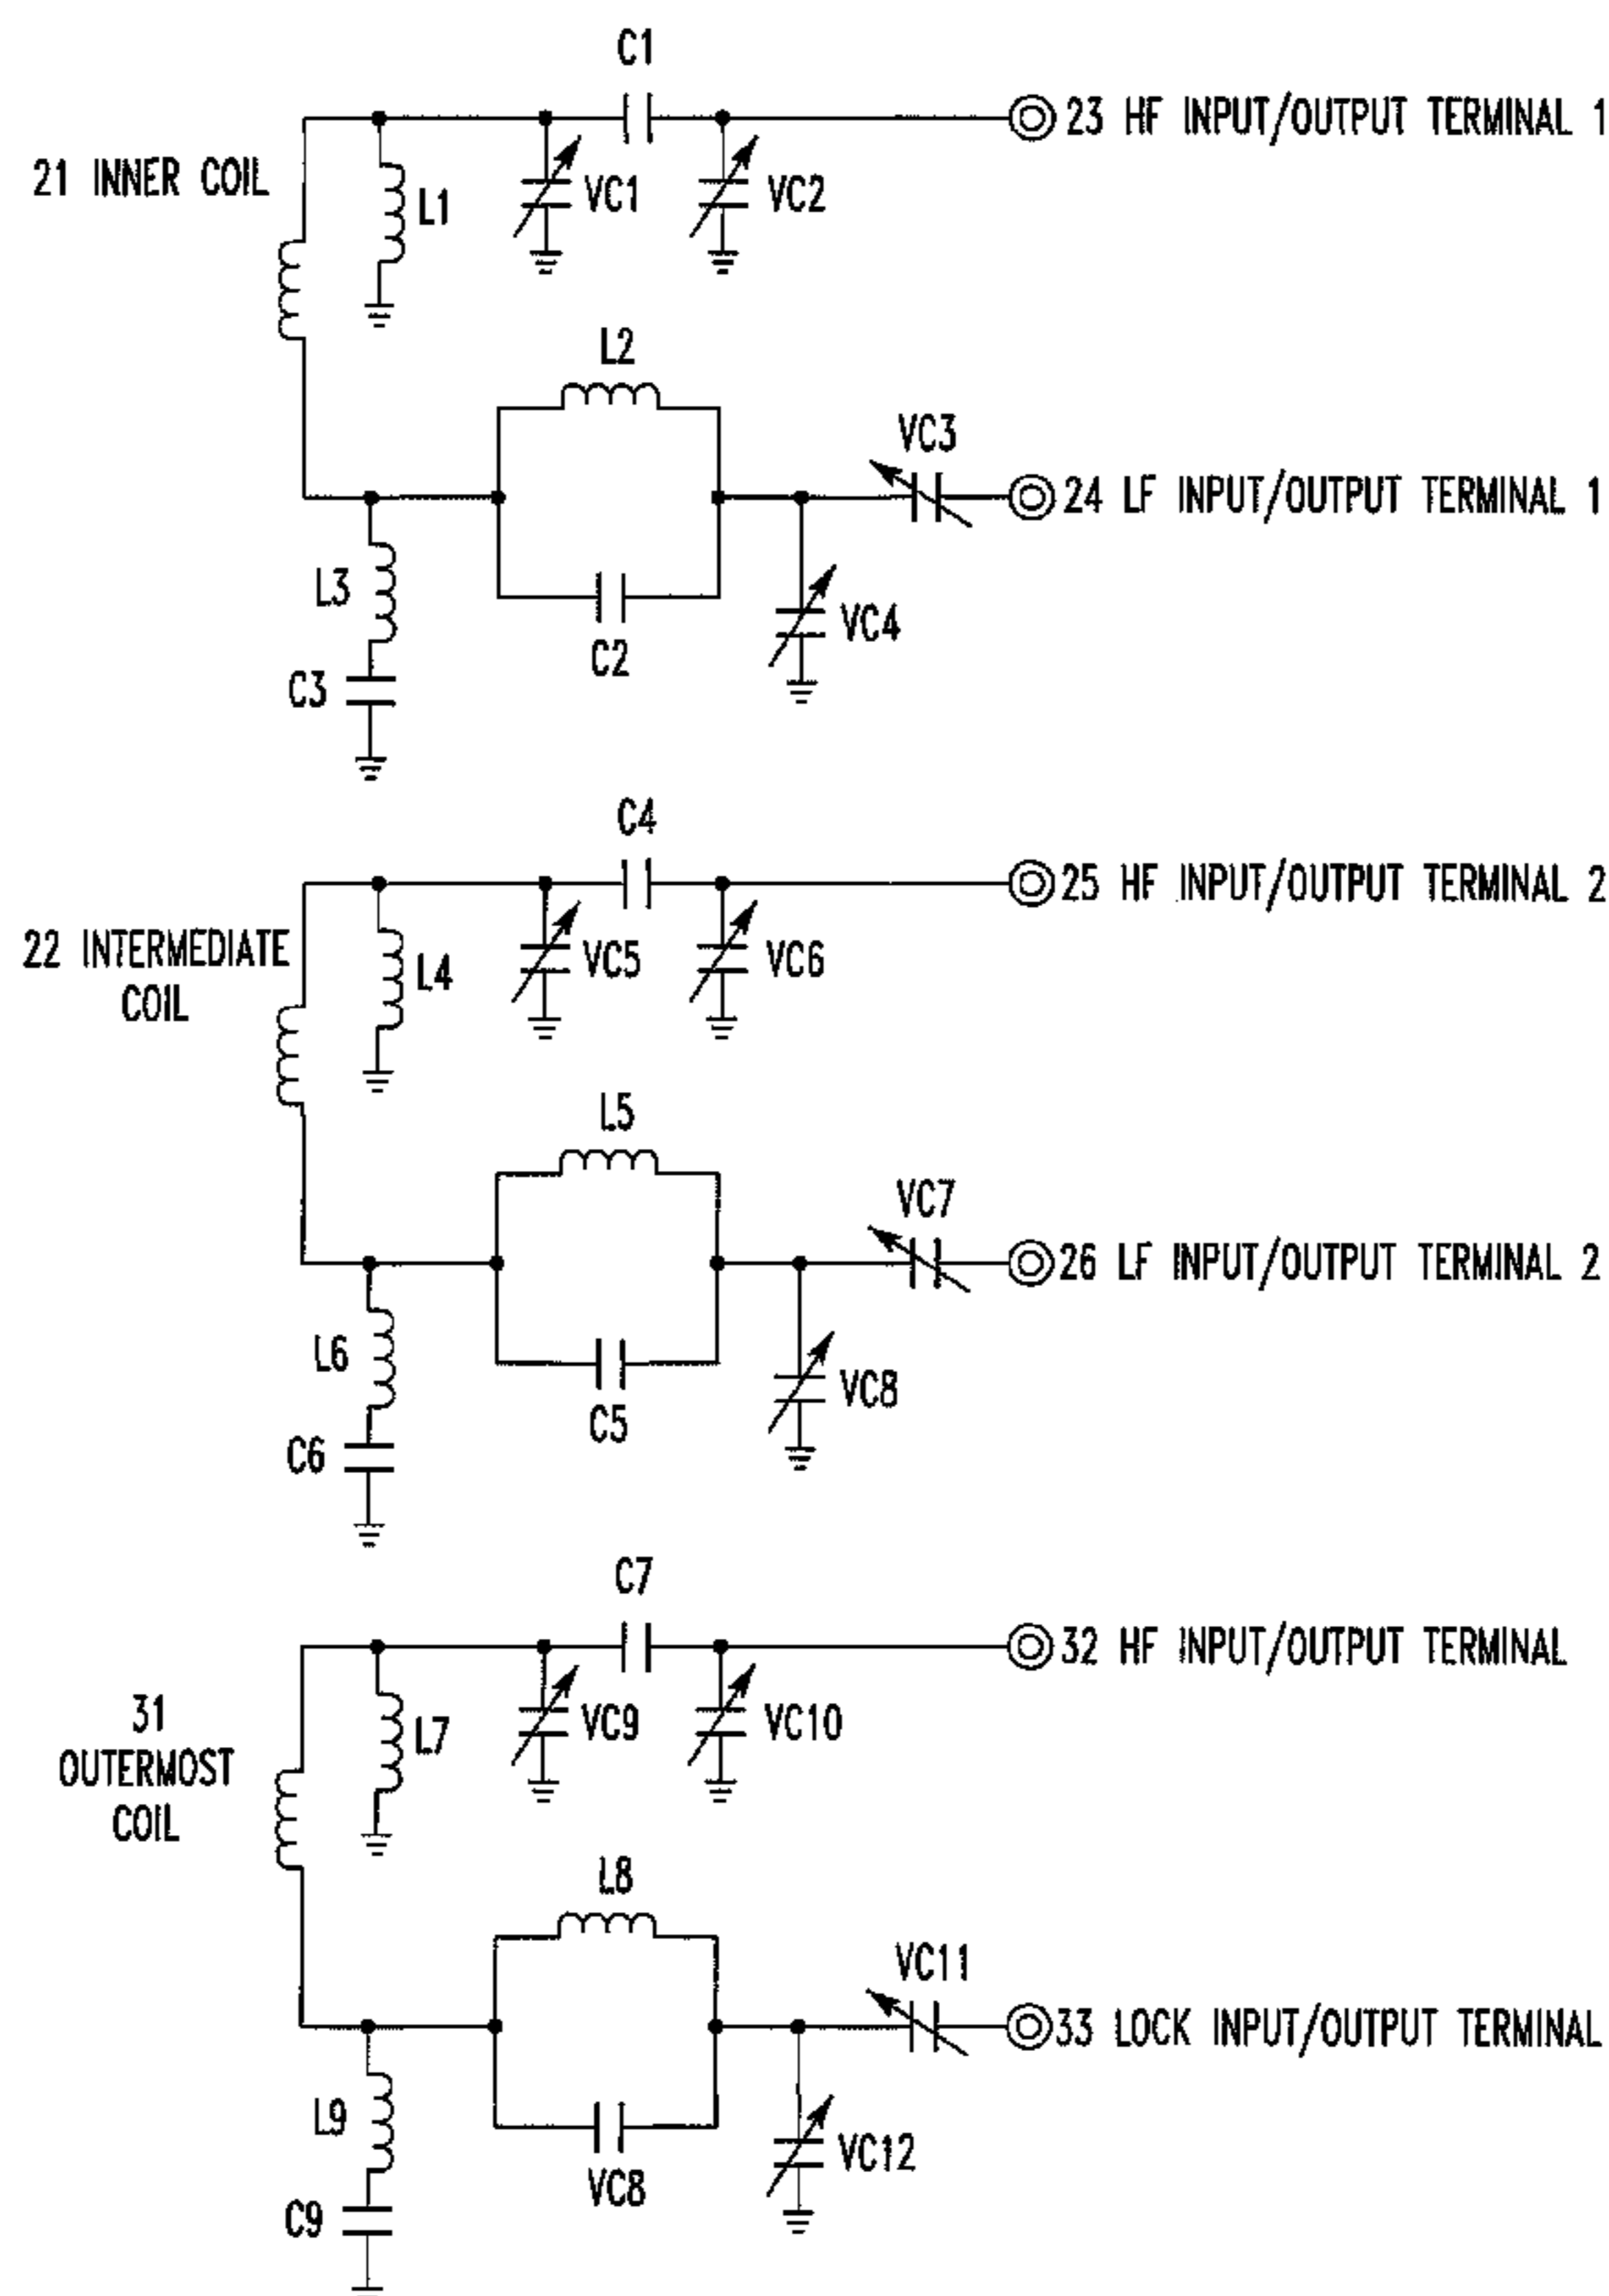 C1
23 HF INPUT/OUTPUT TERMINAL 1
21 INNER COIL
L1
VC1
VC2
L2
VC3
24 LF INPUT/OUTPUT TERMINAL 1
L3
VC4
C2
C3
C4
25 HF INPUT/OUTPUT TERMINAL 2
22 INTERMEDIATE
COIL
L4
VC5
VC6
L5
VC7
26 LF INPUT/OUTPUT TERMINAL 2
L6
VC8
C5
C6
C7
32 HF INPUT/OUTPUT TERMINAL
31
OUTERMOST
COIL
L7
VC9
VC10
L8
VC11
33 LOCK INPUT/OUTPUT TERMINAL
L9
VC12
VC8
C9